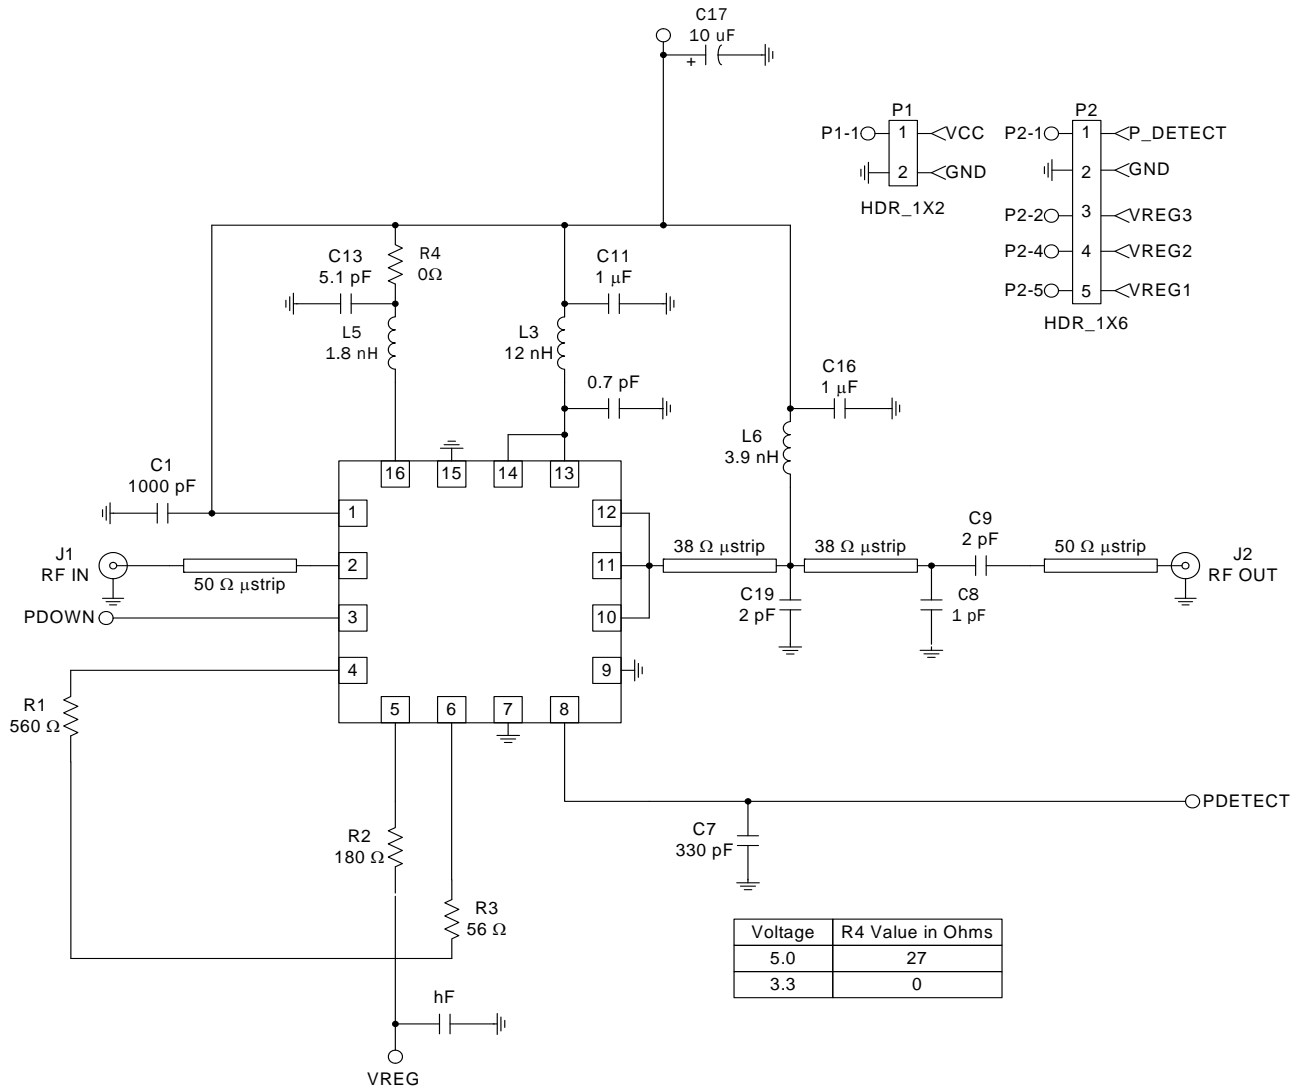 C17
10 uF
+
P1
P1-1
1
VCC
2
GND
HDR_1X2
P2
P2-1
1
P_DETECT
2
GND
P2-2
3
VREG3
P2-4
4
VREG2
P2-5
5
VREG1
HDR_1X6
C13
5.1 pF
R4
0Ω
C11
1 µF
L5
1.8 nH
L3
12 nH
0.7 pF
C16
1 µF
L6
3.9 nH
C1
1000 pF
16
15
14
13
1
12
J1
RF IN
50 Ω µstrip
2
11
38 Ω µstrip
38 Ω µstrip
C9
2 pF
50 Ω µstrip
J2
RF OUT
PDOWN
3
10
C19
2 pF
C8
1 pF
4
9
R1
560 Ω
5
6
7
8
PDETECT
R2
180 Ω
C7
330 pF
R3
56 Ω
Voltage R4 Value in Ohms
5.0 27
3.3 0
hF
VREG